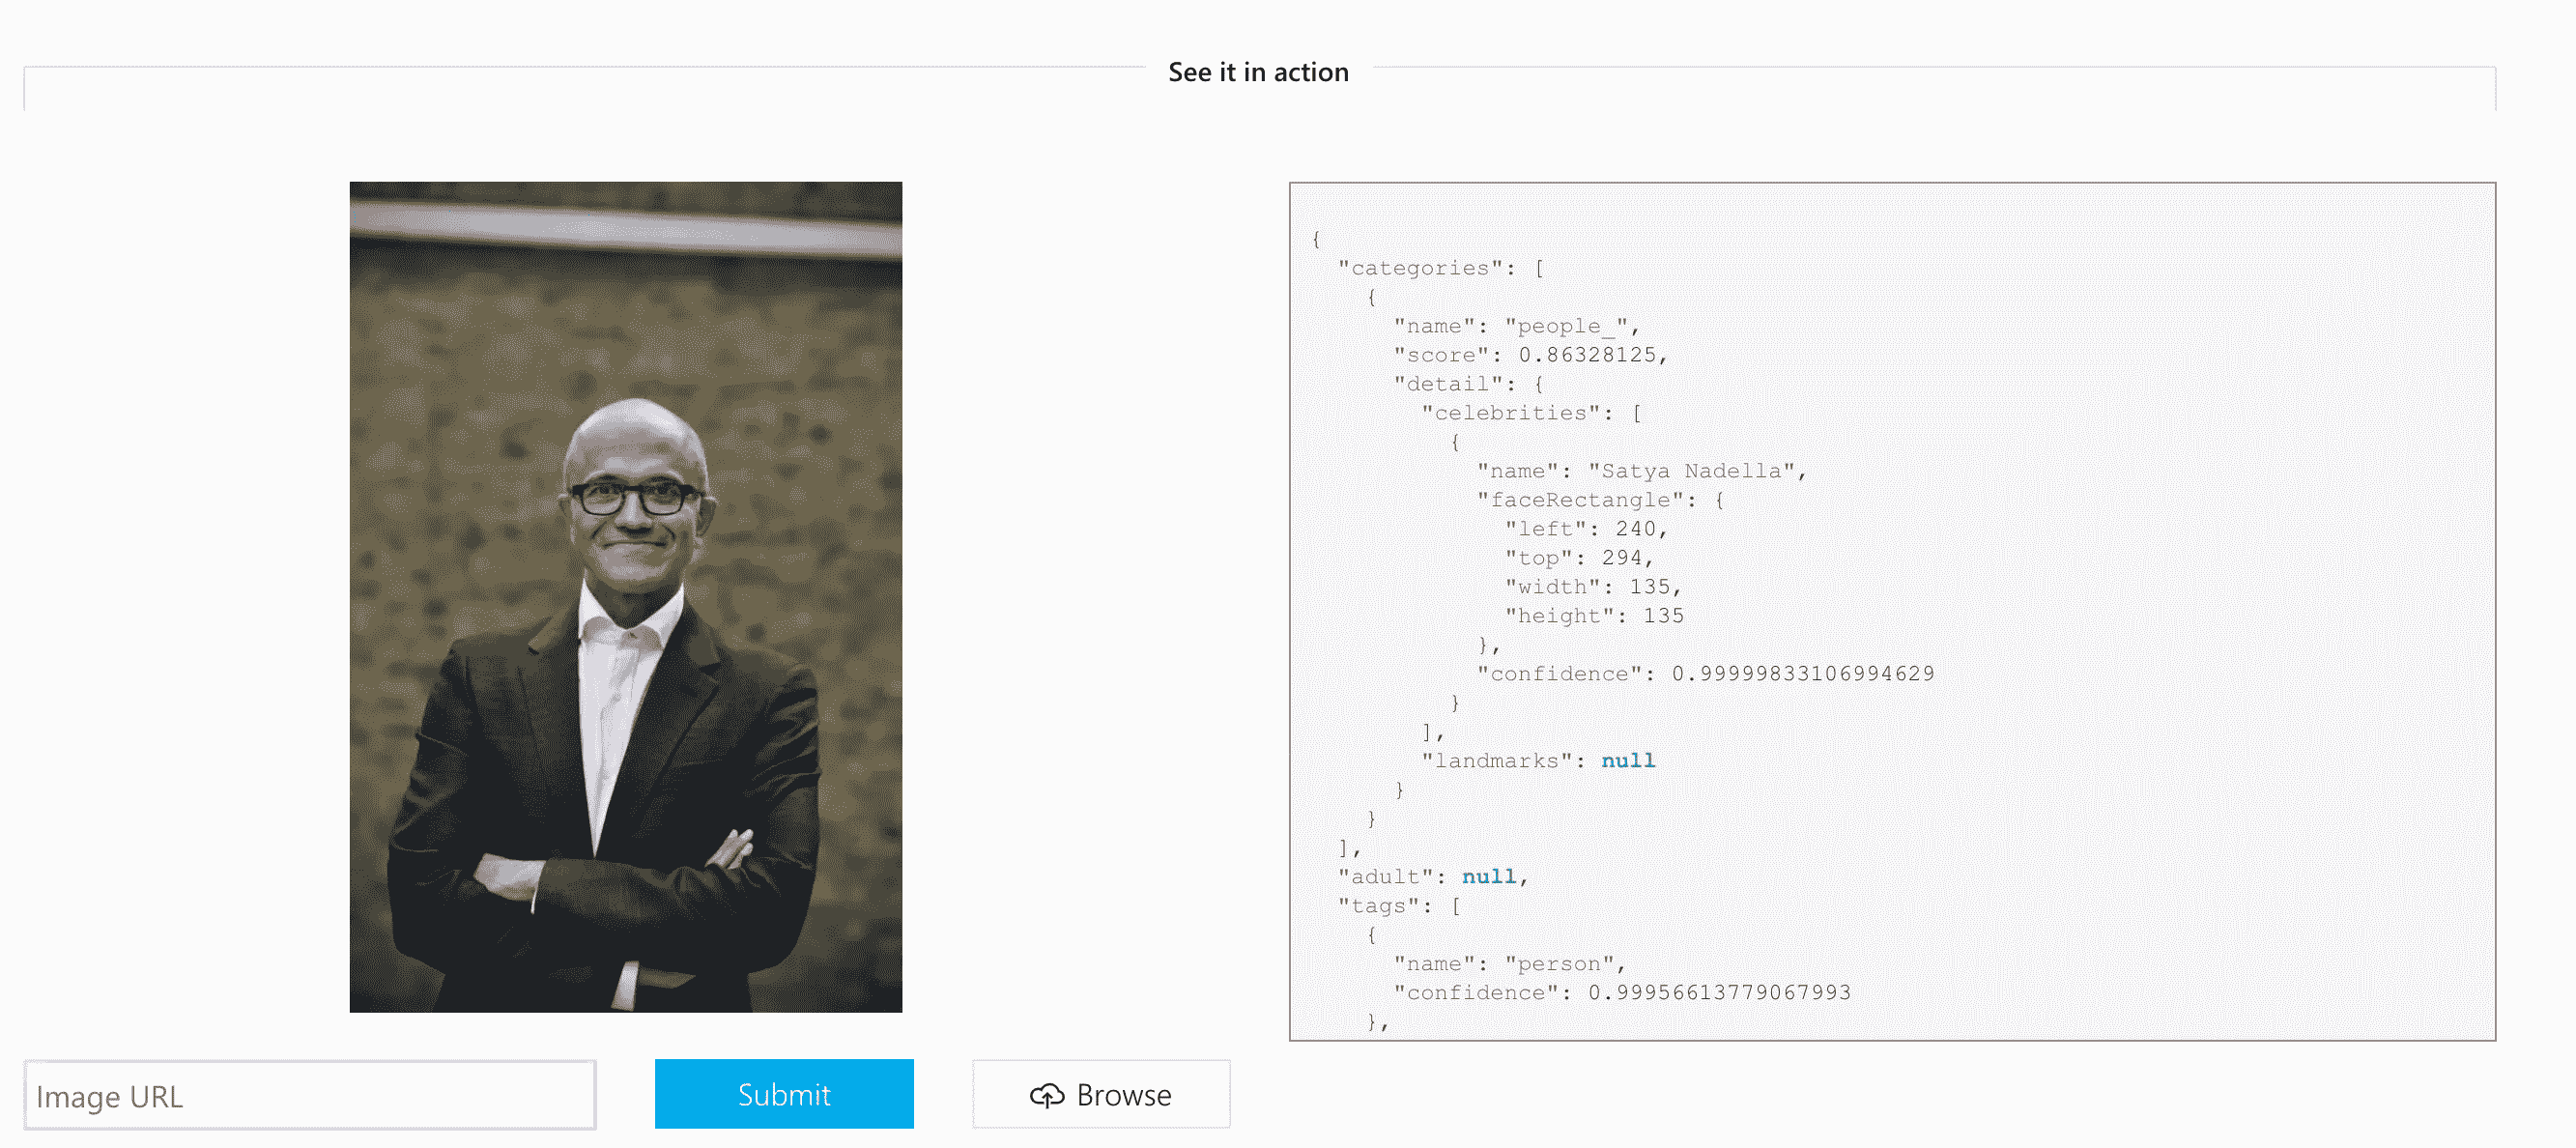 See it in action
{
"categories": [
{
"name": "people_",
"score": 0.86328125,
"detail": {
"celebrities": [
{
"name": "Satya Nadella",
"faceRectangle": {
"left": 240,
"top": 294,
"width": 135,
"height": 135
},
"confidence": 0.99999833106994629
}
],
"landmarks": null
}
}
],
"adult": null,
"tags": [
{
"name": "person",
"confidence": 0.99956613779067993
},
Image URL
Submit
Browse